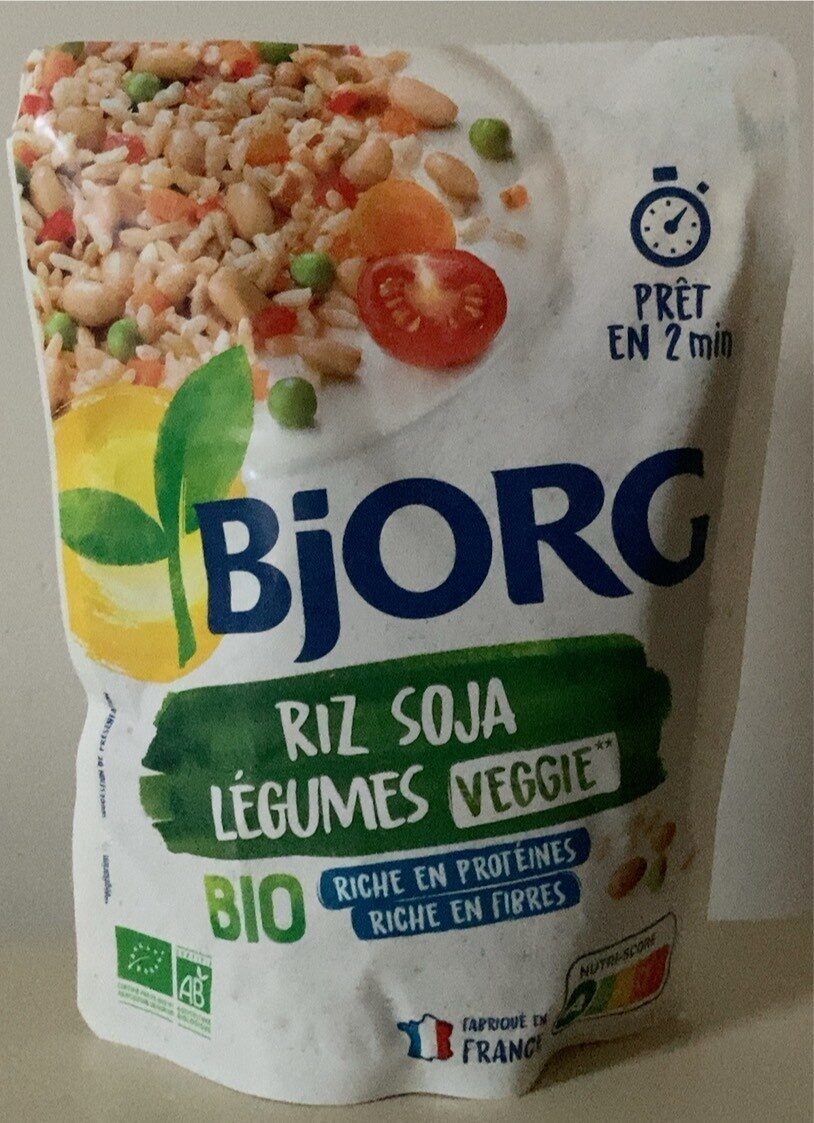 PRÊT
EN 2 min
BJORG
RIZ SOJA
LÉGUMES VEGGIE**
BIO
RICHE EN PROTÉINES
RICHE EN FIBRES
AB
NUTRI-SCORE
FABRIQUÉ EN
FRANCE